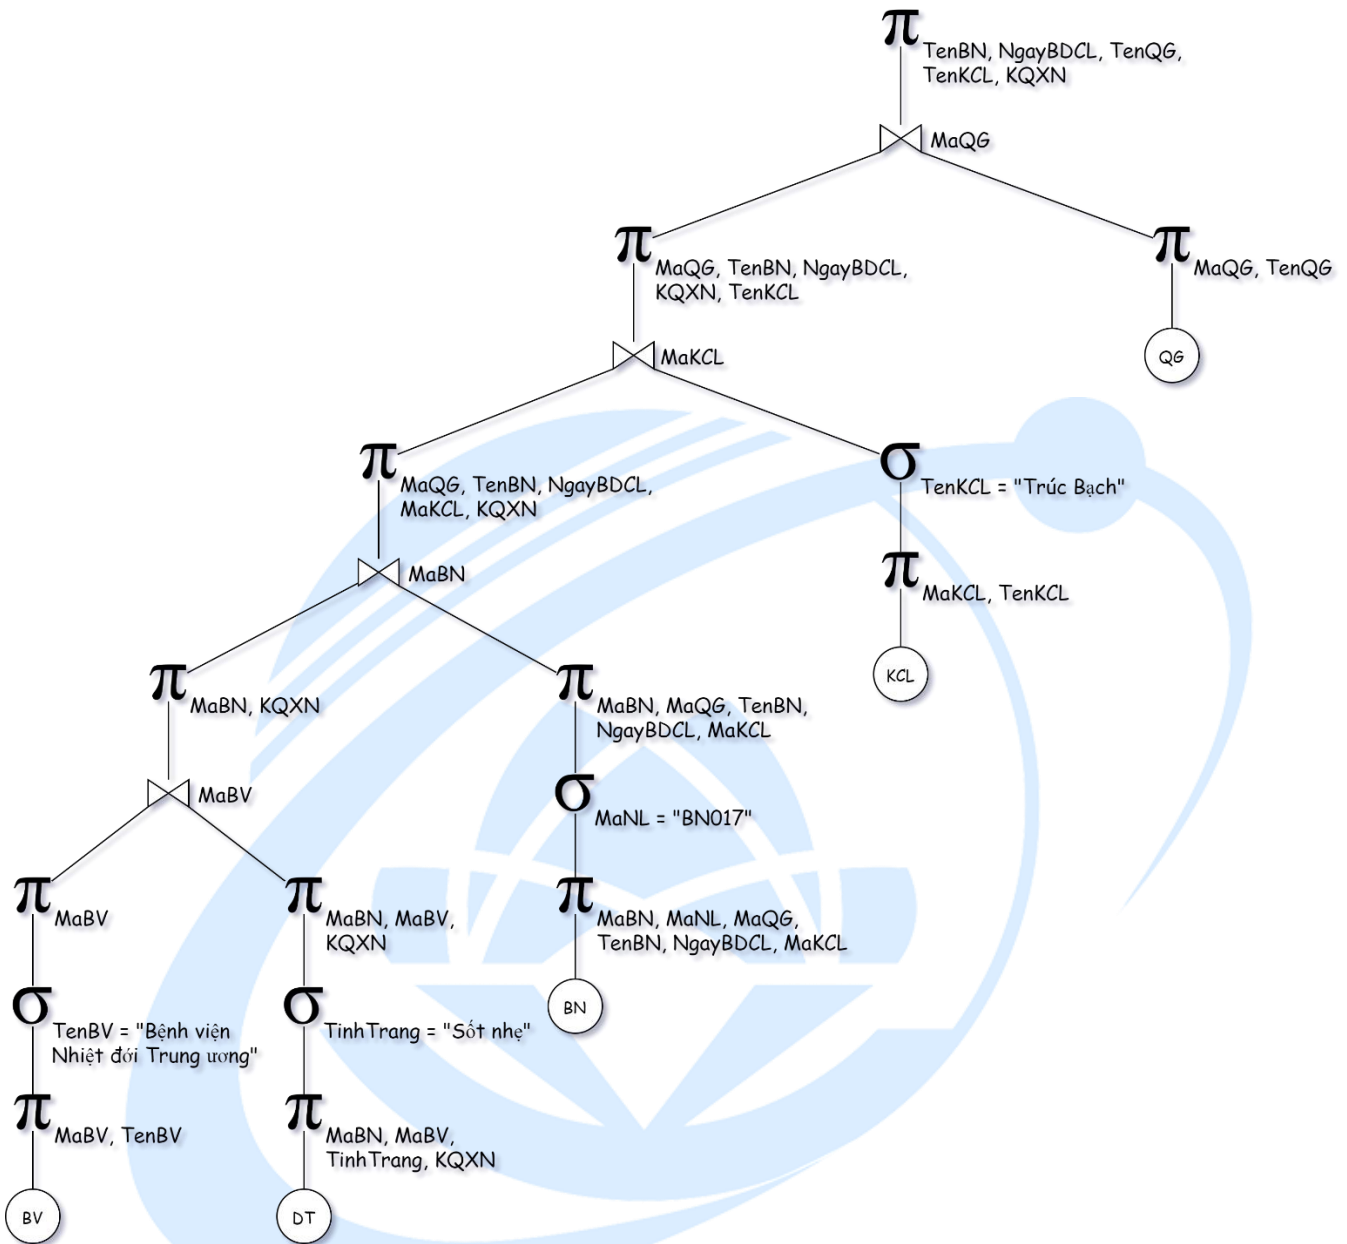 π
TenBN, NgayBDCL, TenQG,
TenKCL, KQXN
MaQG
π
MaQG, TenBN, NgayBDCL,
KQXN, TenKCL
π
MaQG, TenQG
QG
MaKCL
π
MaQG, TenBN, NgayBDCL,
MaKCL, KQXN
σ
TenKCL = "Trúc Bạch"
MaBN
π
MaKCL, TenKCL
KCL
π
MaBN, KQXN
π
MaBN, MaQG, TenBN,
NgayBDCL, MaKCL
MaBV
σ
MaNL = "BN017"
π
MaBV
π
MaBN, MaBV,
KQXN
π
MaBN, MaNL, MaQG,
TenBN, NgayBDCL, MaKCL
BN
σ
TenBV = "Bệnh viện
Nhiệt đới Trung ương"
σ
TinhTrang = "Sốt nhẹ"
π
MaBV, TenBV
π
MaBN, MaBV,
TinhTrang, KQXN
BV
DT